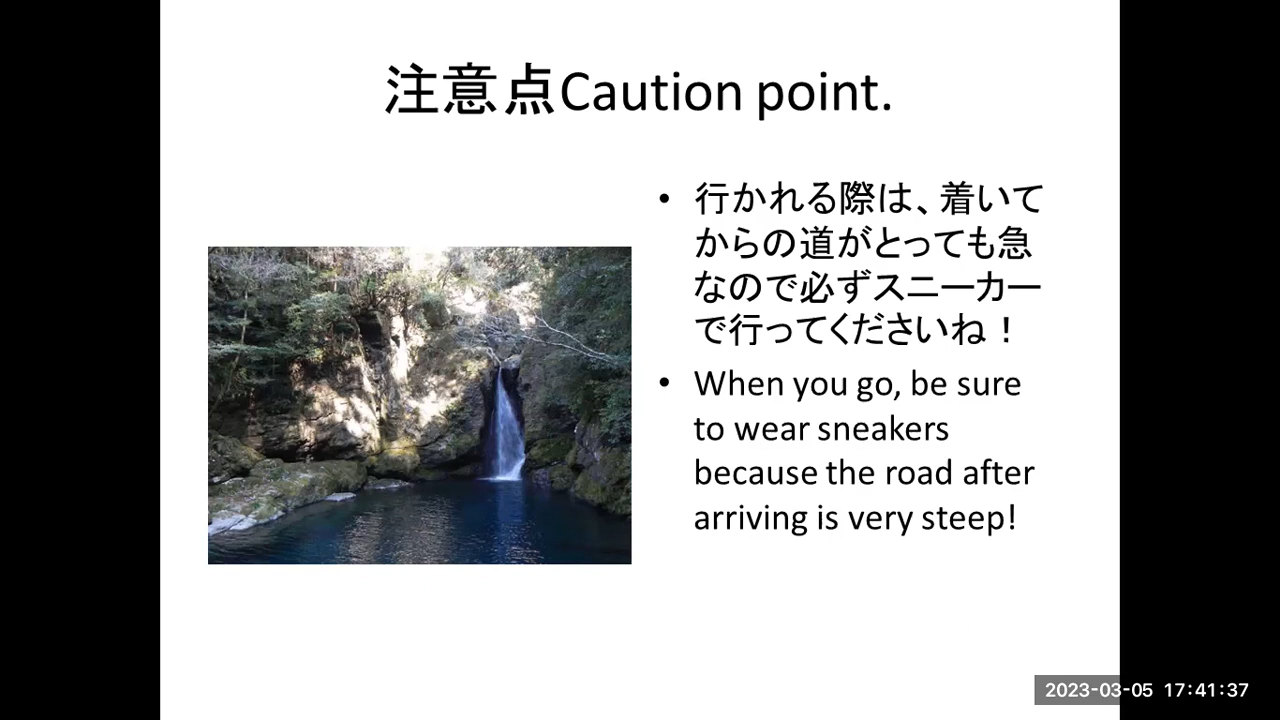 注意点Caution point.
• 行かれる際は、着いて
からの道がとっても急
なので必ずスニーカー
で行ってくださいね！
• When you go, be sure
to wear sneakers
because the road after
arriving is very steep!
2023-03-05 17:41:37